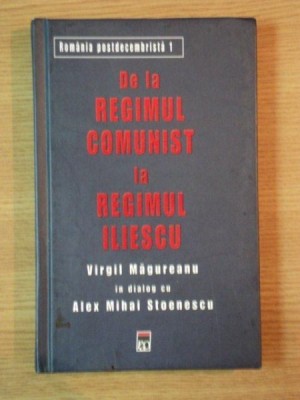 România postdecembristă 1
De la
REGIMUL
COMUNIST
la
REGIMUL
ILIESCU
Virgil Măgureanu
în dialog cu
Alex Mihai Stoenescu